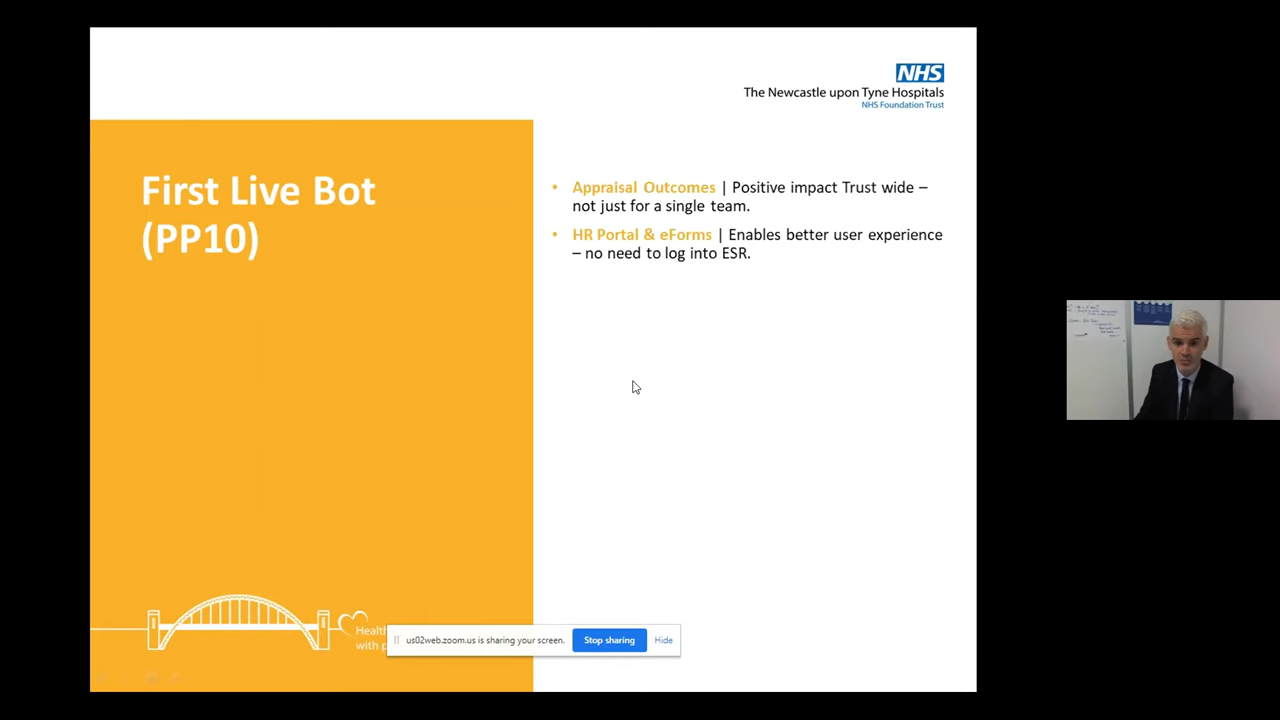 NHS
The Newcastle upon Tyne Hospitals
NHS Foundation Trust
First Live Bot
(PP10)
• Appraisal Outcomes | Positive impact Trust wide –
not just for a single team.
• HR Portal & eForms | Enables better user experience
– no need to log into ESR.
Health
with p
us02web.zoom.us is sharing your screen. Stop sharing Hide